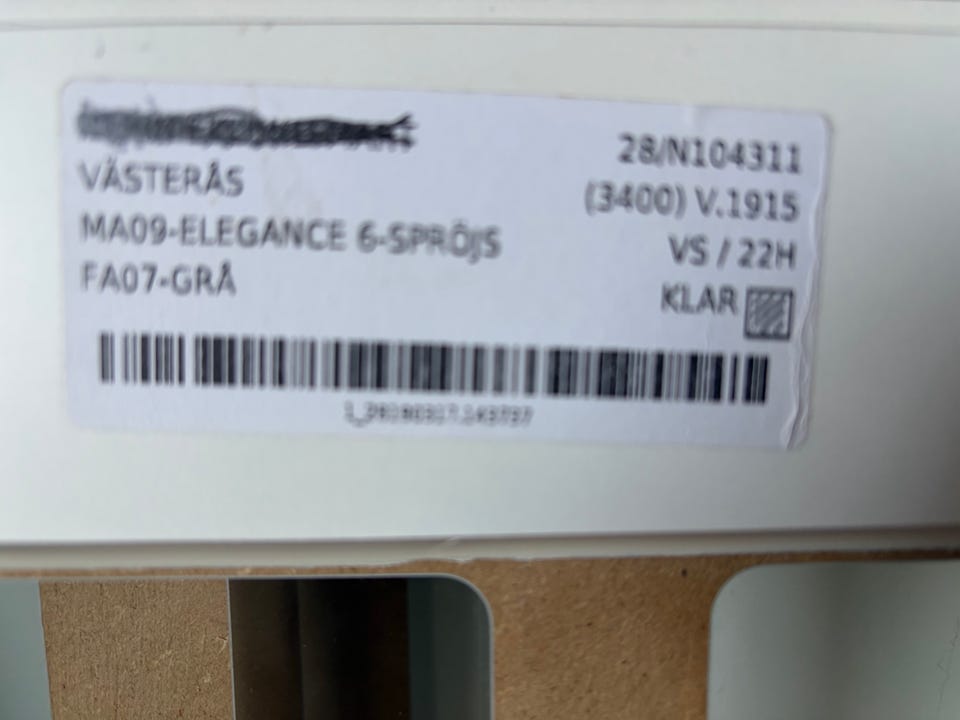 VÄSTERÅS
MA09-ELEGANCE 6-SPRÖJS
FA07-GRÅ
28/N104311
(3400) V.1915
VS / 22H
KLAR